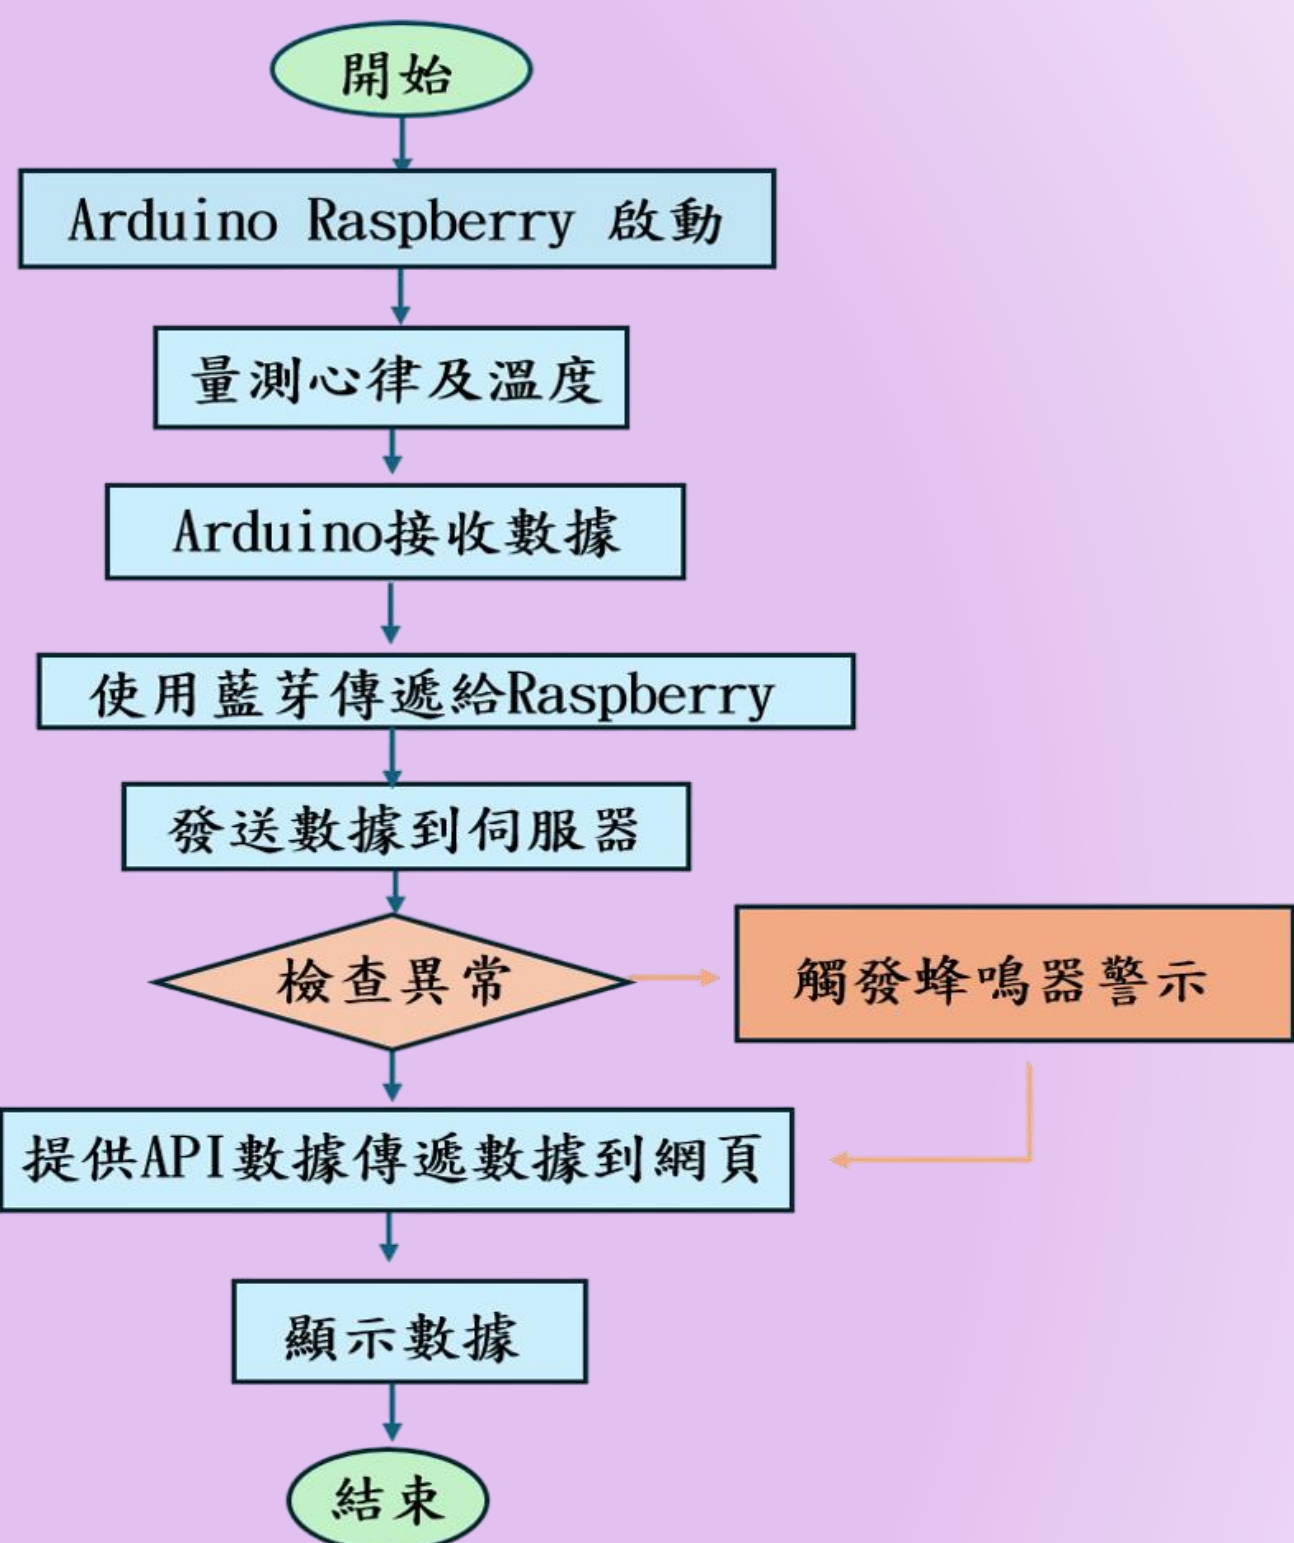 開始
Arduino Raspberry 啟動
量測心律及溫度
Arduino接收數據
使用藍芽傳遞給Raspberry
發送數據到伺服器
檢查異常
觸發蜂鳴器警示
提供API數據傳遞數據到網頁
顯示數據
結束